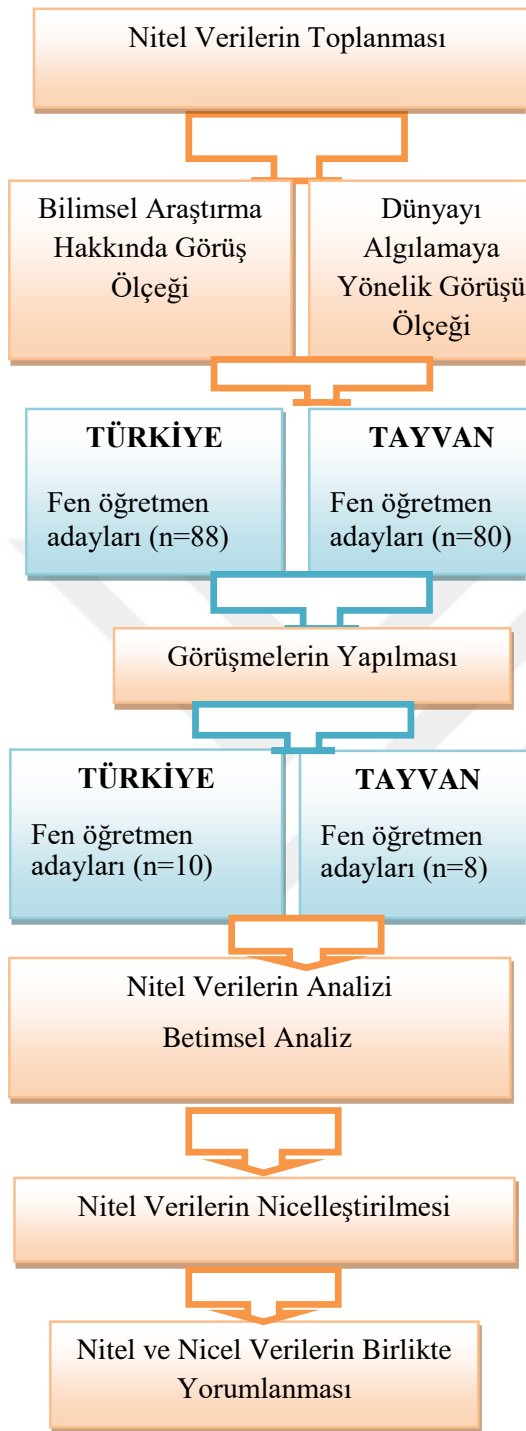 Nitel Verilerin Toplanması
Bilimsel Araştırma
Hakkında Görüş
Ölçeği
Dünyayı
Algılamaya
Yönelik Görüşü
Ölçeği
TÜRKİYE
Fen öğretmen
adayları (n=88)
TAYVAN
Fen öğretmen
adayları (n=80)
Görüşmelerin Yapılması
TÜRKİYE
Fen öğretmen
adayları (n=10)
TAYVAN
Fen öğretmen
adayları (n=8)
Nitel Verilerin Analizi
Betimsel Analiz
Nitel Verilerin Nicelleştirilmesi
Nitel ve Nicel Verilerin Birlikte
Yorumlanması